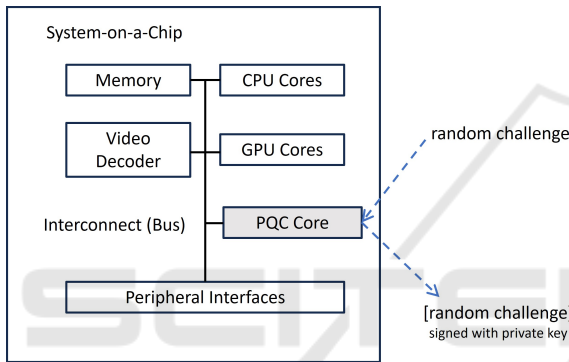 System-on-a-Chip
Memory
CPU Cores
Video
Decoder
GPU Cores
random challenge
Interconnect (Bus)
PQC Core
Peripheral Interfaces
[random challenge]
signed with private key